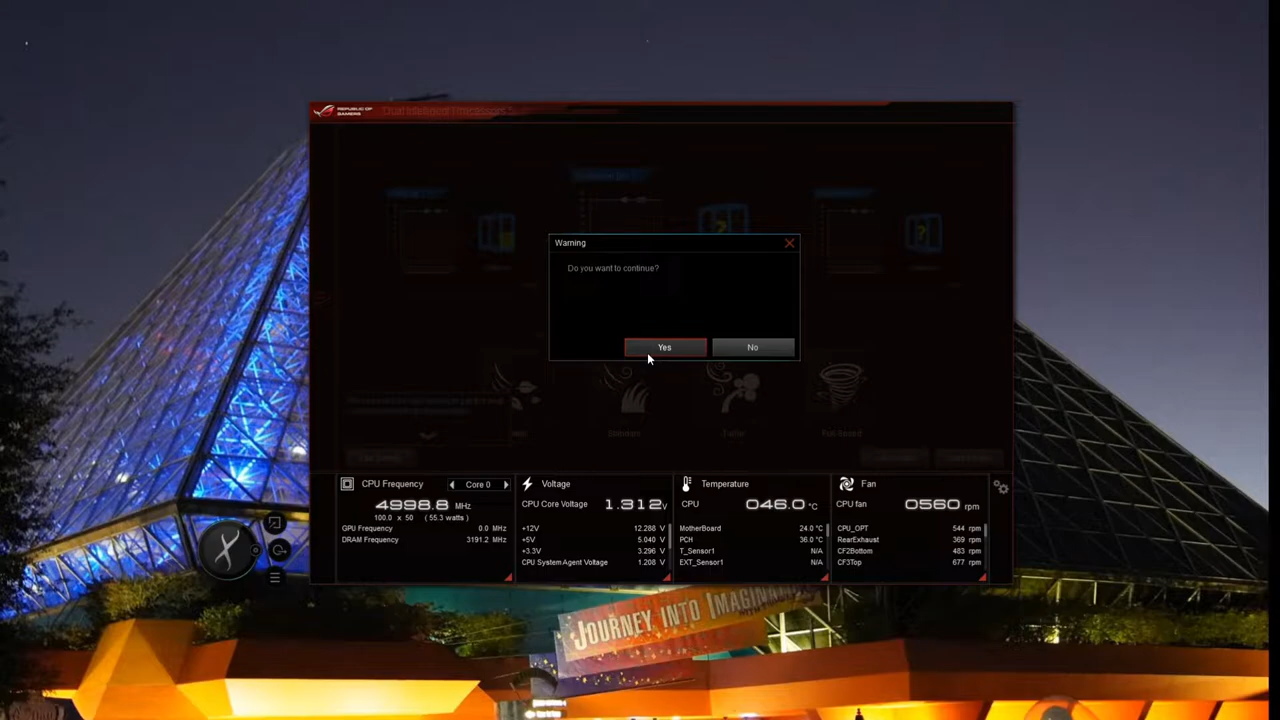 REPUBLIC OF
GAMERS
Warning
Do you want to continue?
Yes
No
CPU Frequency
Core 0
4998.8 MHz
100.0 x 50 (55.3 watts)
GPU Frequency 0.0 MHz
DRAM Frequency 3191.2 MHz
Voltage
CPU Core Voltage 1.312V
+12V 12.288 V
+5V 5.040 V
+3.3V 3.296 V
CPU System Agent Voltage 1.208 V
Temperature
CPU 046.0 °C
MotherBoard 24.0 °C
PCH 36.0 °C
T_Sensor1 N/A
EXT_Sensor1 N/A
Fan
CPU fan 0560 rpm
CPU_OPT 544 rpm
RearExhaust 369 rpm
CF2Bottom 483 rpm
CF3Top 677 rpm
JOURNEY INTO IMAGINATION